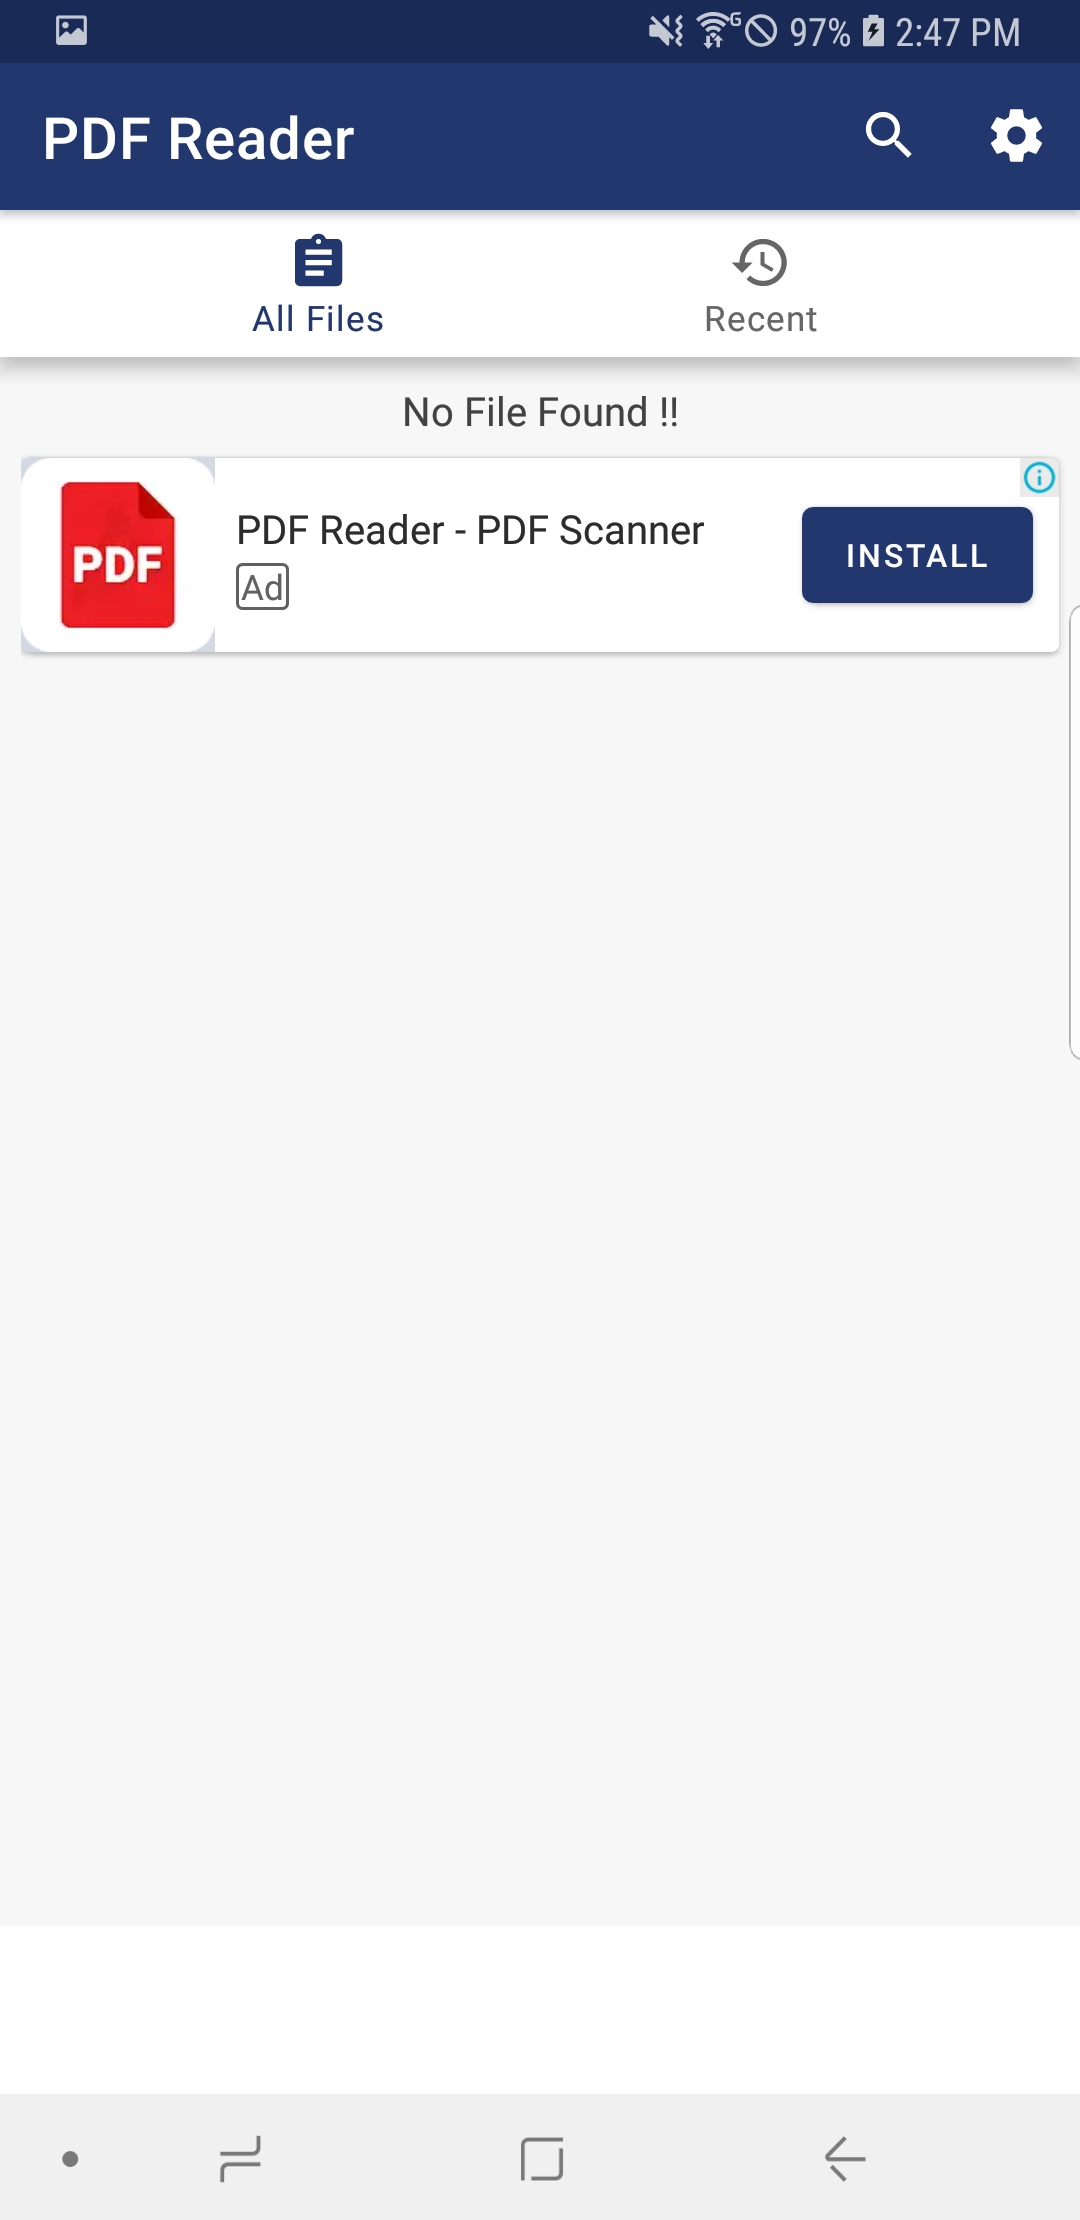 97% 2:47 PM
PDF Reader
All Files
Recent
No File Found !!
PDF
PDF Reader - PDF Scanner
Ad
INSTALL